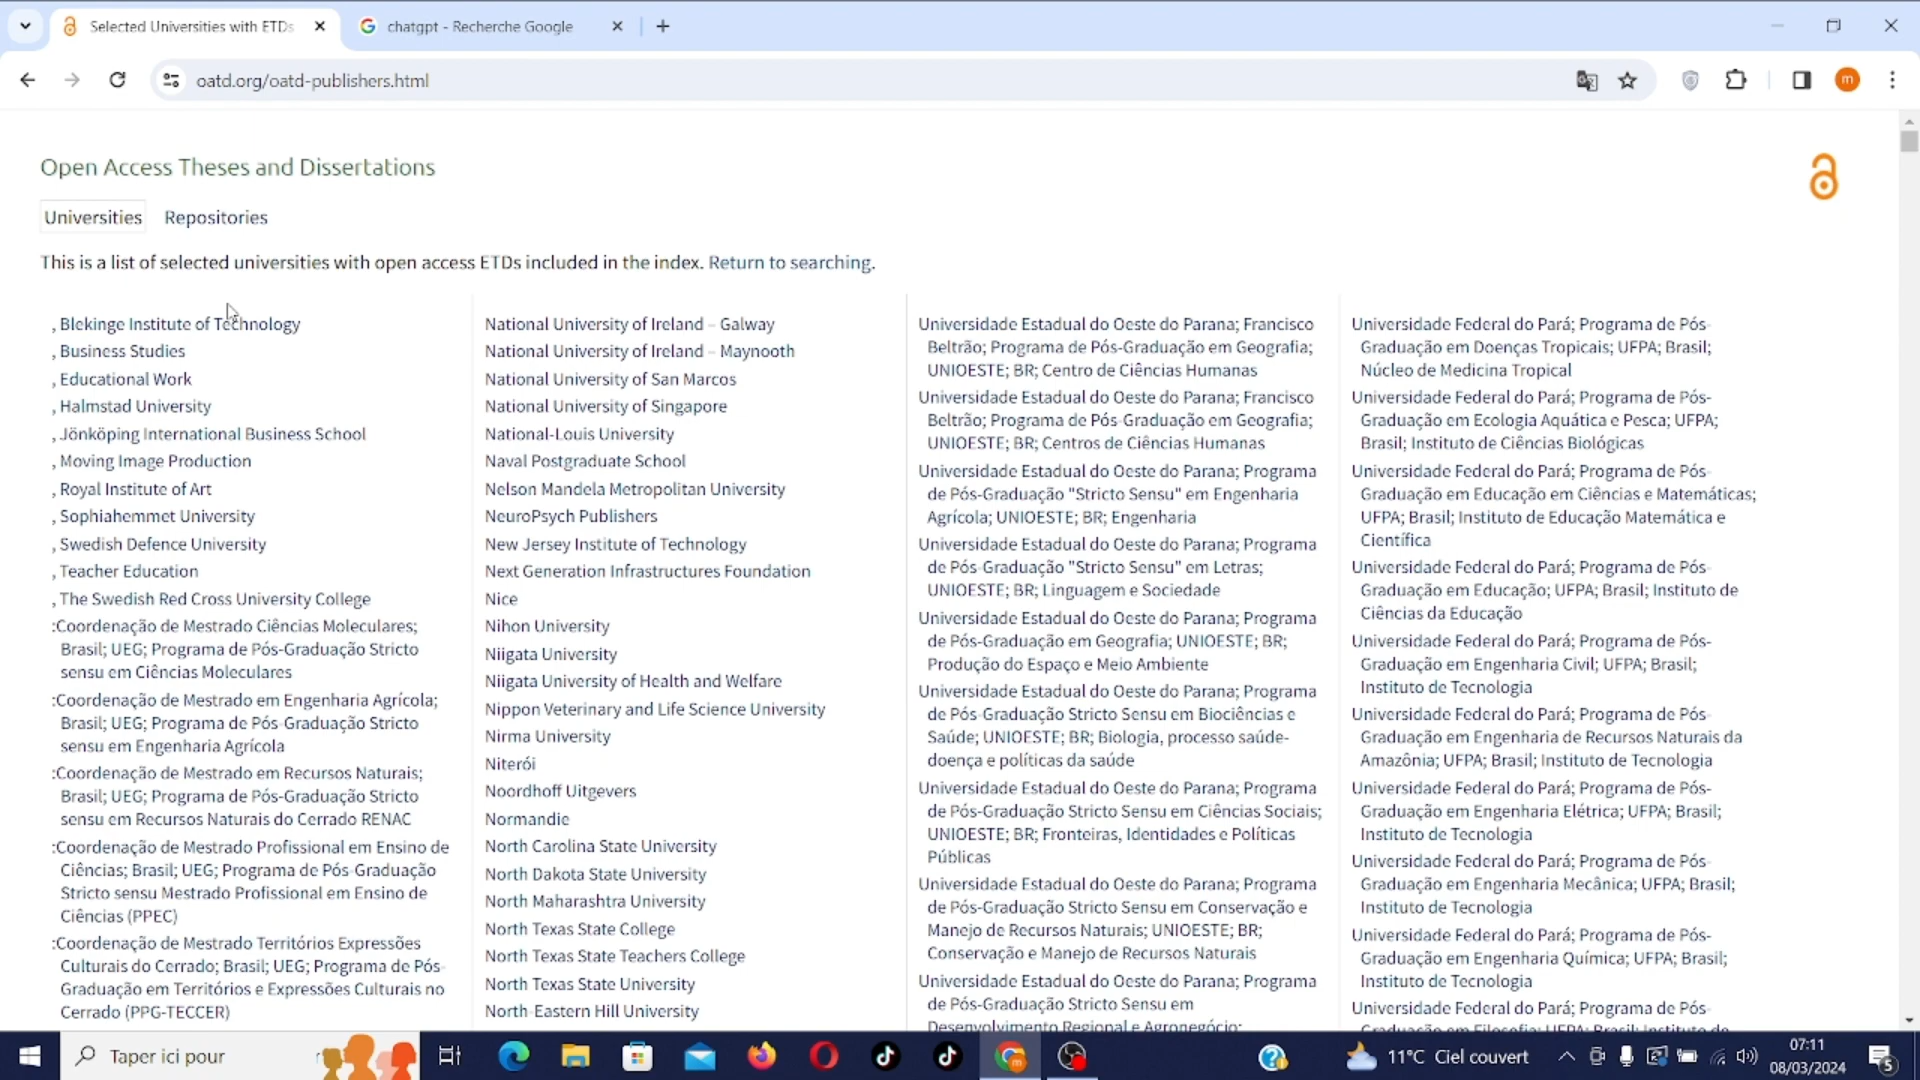 Selected Universities with ETDs
chatgpt - Recherche Google
oatd.org/oatd-publishers.html
m
Open Access Theses and Dissertations
Universities
Repositories
This is a list of selected universities with open access ETDs included in the index. Return to searching.
, Blekinge Institute of Technology
, Business Studies
, Educational Work
, Halmstad University
, Jönköping International Business School
, Moving Image Production
, Royal Institute of Art
, Sophiahemmet University
, Swedish Defence University
, Teacher Education
, The Swedish Red Cross University College
:Coordenação de Mestrado Ciências Moleculares;
Brasil; UEG; Programa de Pós-Graduação Stricto
sensu em Ciências Moleculares
:Coordenação de Mestrado em Engenharia Agrícola;
Brasil; UEG; Programa de Pós-Graduação Stricto
sensu em Engenharia Agrícola
:Coordenação de Mestrado em Recursos Naturais;
Brasil; UEG; Programa de Pós-Graduação Stricto
sensu em Recursos Naturais do Cerrado RENAC
:Coordenação de Mestrado Profissional em Ensino de
Ciências; Brasil; UEG; Programa de Pós-Graduação
Stricto sensu Mestrado Profissional em Ensino de
Ciências (PPEC)
:Coordenação de Mestrado Territórios Expressões
Culturais do Cerrado; Brasil; UEG; Programa de Pós-
Graduação em Territórios e Expressões Culturais no
Cerrado (PPG-TECCER)
National University of Ireland – Galway
National University of Ireland – Maynooth
National University of San Marcos
National University of Singapore
National-Louis University
Naval Postgraduate School
Nelson Mandela Metropolitan University
NeuroPsych Publishers
New Jersey Institute of Technology
Next Generation Infrastructures Foundation
Nice
Nihon University
Niigata University
Niigata University of Health and Welfare
Nippon Veterinary and Life Science University
Nirma University
Niterói
Noordhoff Uitgevers
Normandie
North Carolina State University
North Dakota State University
North Maharashtra University
North Texas State College
North Texas State Teachers College
North Texas State University
North-Eastern Hill University
Universidade Estadual do Oeste do Parana; Francisco
Beltrão; Programa de Pós-Graduação em Geografia;
UNIOESTE; BR; Centro de Ciências Humanas
Universidade Estadual do Oeste do Parana; Francisco
Beltrão; Programa de Pós-Graduação em Geografia;
UNIOESTE; BR; Centros de Ciências Humanas
Universidade Estadual do Oeste do Parana; Programa
de Pós-Graduação "Stricto Sensu" em Engenharia
Agrícola; UNIOESTE; BR; Engenharia
Universidade Estadual do Oeste do Parana; Programa
de Pós-Graduação "Stricto Sensu" em Letras;
UNIOESTE; BR; Linguagem e Sociedade
Universidade Estadual do Oeste do Parana; Programa
de Pós-Graduação em Geografia; UNIOESTE; BR;
Produção do Espaço e Meio Ambiente
Universidade Estadual do Oeste do Parana; Programa
de Pós-Graduação Stricto Sensu em Biociências e
Saúde; UNIOESTE; BR; Biologia, processo saúde-
doença e políticas da saúde
Universidade Estadual do Oeste do Parana; Programa
de Pós-Graduação Stricto Sensu em Ciências Sociais;
UNIOESTE; BR; Fronteiras, Identidades e Políticas
Públicas
Universidade Estadual do Oeste do Parana; Programa
de Pós-Graduação Stricto Sensu em Conservação e
Manejo de Recursos Naturais; UNIOESTE; BR;
Conservação e Manejo de Recursos Naturais
Universidade Estadual do Oeste do Parana; Programa
de Pós-Graduação Stricto Sensu em
Desenvolvimento Regional e Agronegócio;
Universidade Federal do Pará; Programa de Pós-
Graduação em Doenças Tropicais; UFPA; Brasil;
Núcleo de Medicina Tropical
Universidade Federal do Pará; Programa de Pós-
Graduação em Ecologia Aquática e Pesca; UFPA;
Brasil; Instituto de Ciências Biológicas
Universidade Federal do Pará; Programa de Pós-
Graduação em Educação em Ciências e Matemáticas;
UFPA; Brasil; Instituto de Educação Matemática e
Científica
Universidade Federal do Pará; Programa de Pós-
Graduação em Educação; UFPA; Brasil; Instituto de
Ciências da Educação
Universidade Federal do Pará; Programa de Pós-
Graduação em Engenharia Civil; UFPA; Brasil;
Instituto de Tecnologia
Universidade Federal do Pará; Programa de Pós-
Graduação em Engenharia de Recursos Naturais da
Amazônia; UFPA; Brasil; Instituto de Tecnologia
Universidade Federal do Pará; Programa de Pós-
Graduação em Engenharia Elétrica; UFPA; Brasil;
Instituto de Tecnologia
Universidade Federal do Pará; Programa de Pós-
Graduação em Engenharia Mecânica; UFPA; Brasil;
Instituto de Tecnologia
Universidade Federal do Pará; Programa de Pós-
Graduação em Engenharia Química; UFPA; Brasil;
Instituto de Tecnologia
Universidade Federal do Pará; Programa de Pós-
Graduação em Filosofia; UFPA; Brasil; Instituto de
Taper ici pour
11°C Ciel couvert
07:11
08/03/2024
5